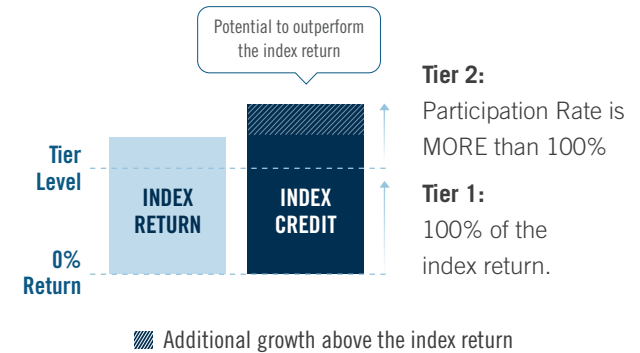 Potential to outperform
the index return
Tier 2:
Participation Rate is
MORE than 100%
Tier
Level
INDEX
RETURN
INDEX
CREDIT
Tier 1:
100% of the
index return.
0%
Return
Additional growth above the index return